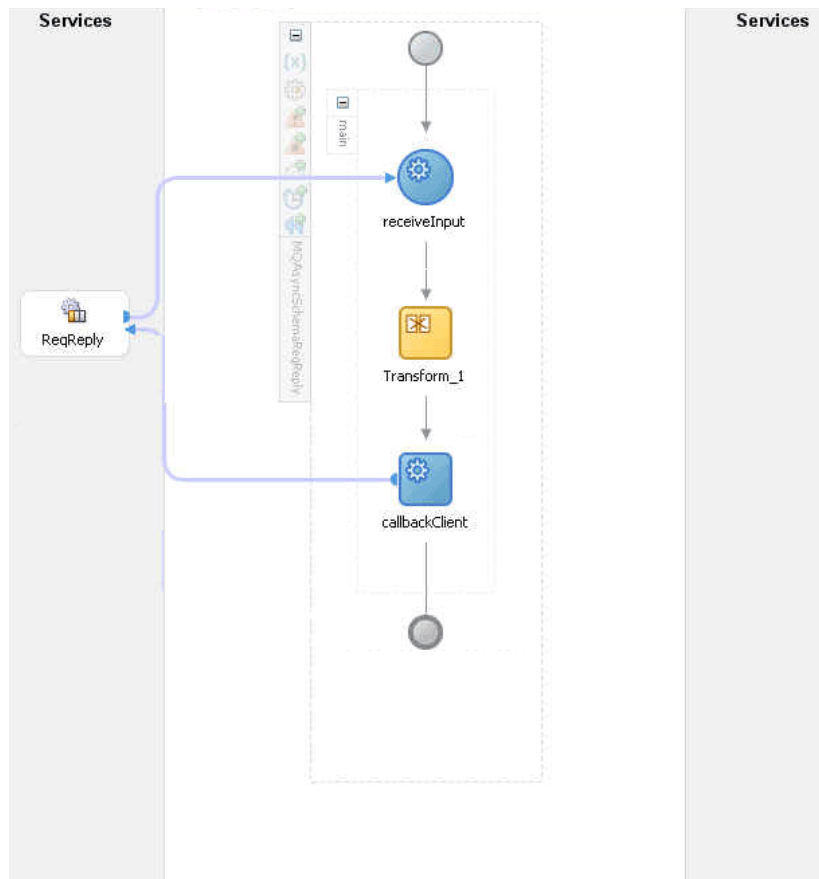 Services
Services
main
receiveInput
MQAsyncSchemaReqReply
ReqReply
Transform_1
callbackClient